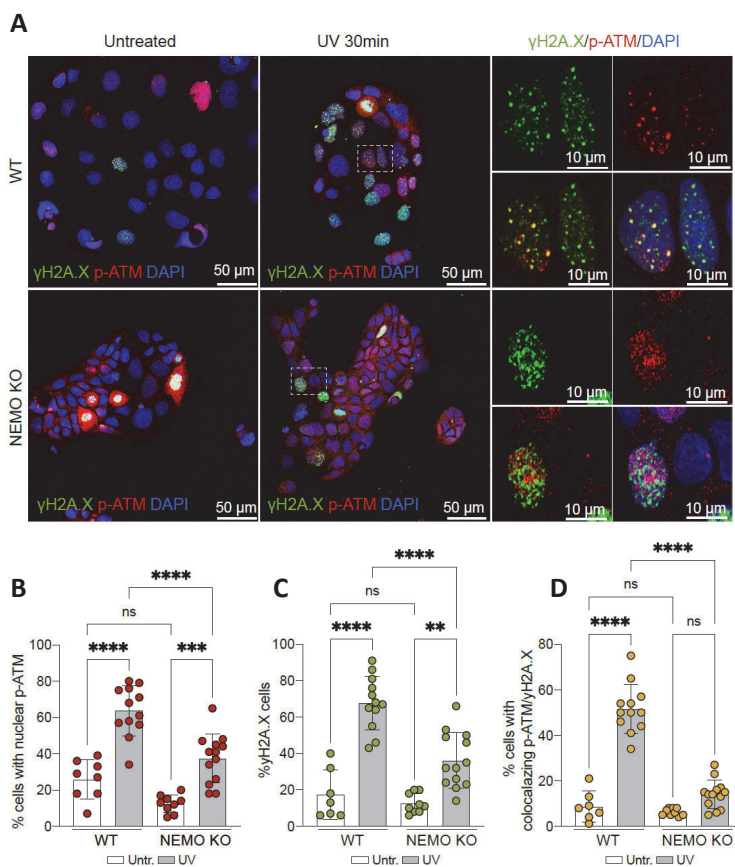 A
Untreated
UV 30min
γH2A.X/p-ATM/DAPI
WT
10 µm
10 µm
γH2A.X p-ATM DAPI
50 µm
γH2A.X p-ATM DAPI
50 µm
10 µm
10 µm
NEMO KO
10 µm
10 µm
γH2A.X p-ATM DAPI
50 µm
γH2A.X p-ATM DAPI
50 µm
10 µm
10 µm
B
****
ns
****
***
% cells with nuclear p-ATM
100
80
60
40
20
0
WT
NEMO KO
C
****
ns
****
**
%yH2A.X cells
100
80
60
40
20
0
WT
NEMO KO
D
****
ns
****
ns
% cells with
colocalazing p-ATM/yH2A.X
80
60
40
20
0
WT
NEMO KO
Untr. UV
Untr. UV
Untr. UV